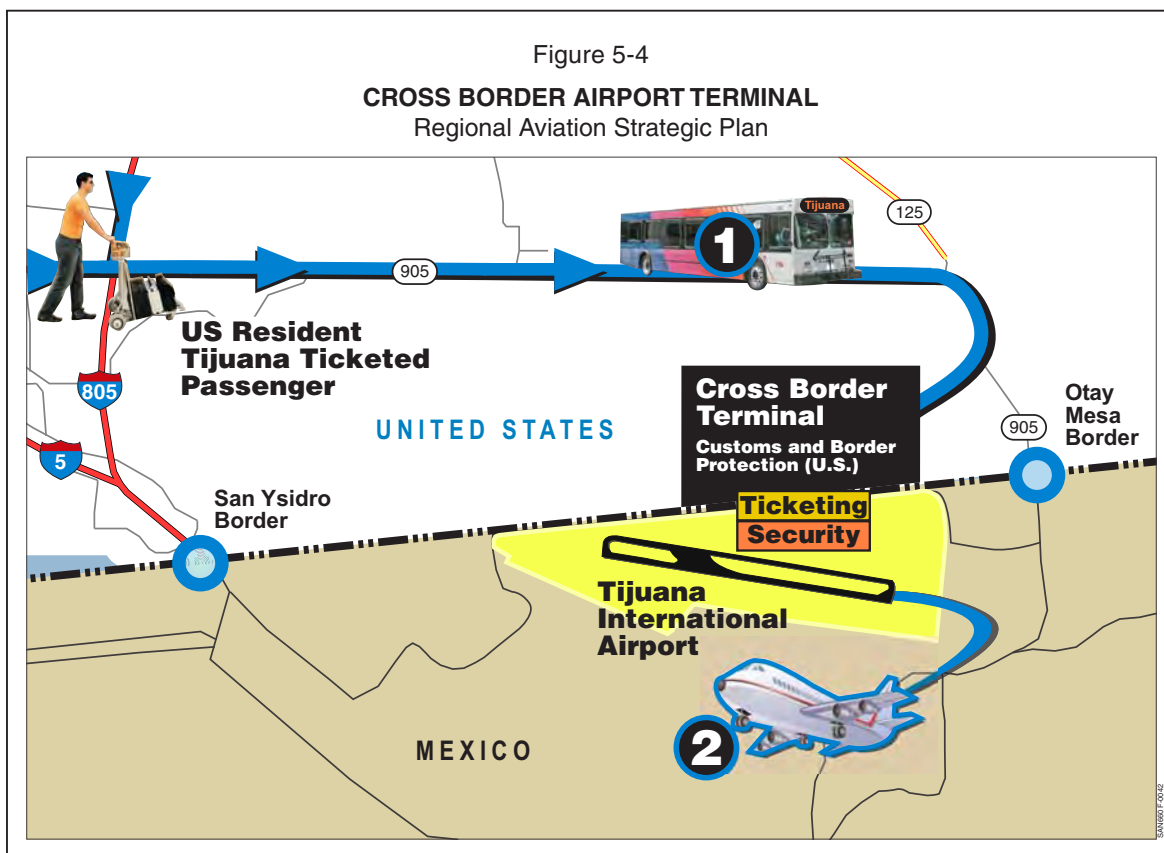 Figure 5-4
CROSS BORDER AIRPORT TERMINAL
Regional Aviation Strategic Plan
Tijuana
1
125
905
US Resident
Tijuana Ticketed
Passenger
805
5
UNITED STATES
Cross Border
Terminal
Customs and Border
Protection (U.S.)
Otay
Mesa
Border
905
San Ysidro
Border
Ticketing
Security
Tijuana
International
Airport
MEXICO
2
SAN660 F-0042